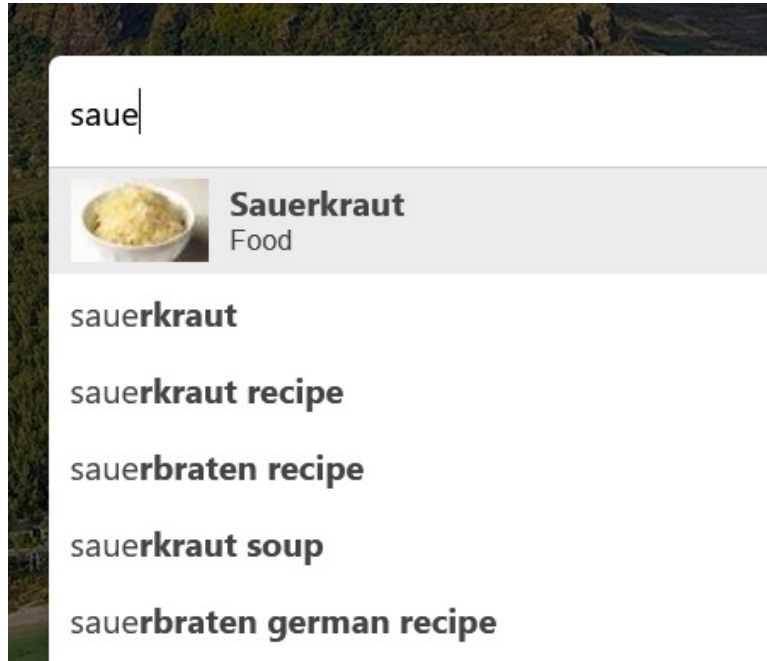 saue
Sauerkraut
Food
sauerkraut
sauerkraut recipe
sauerbraten recipe
sauerkraut soup
sauerbraten german recipe